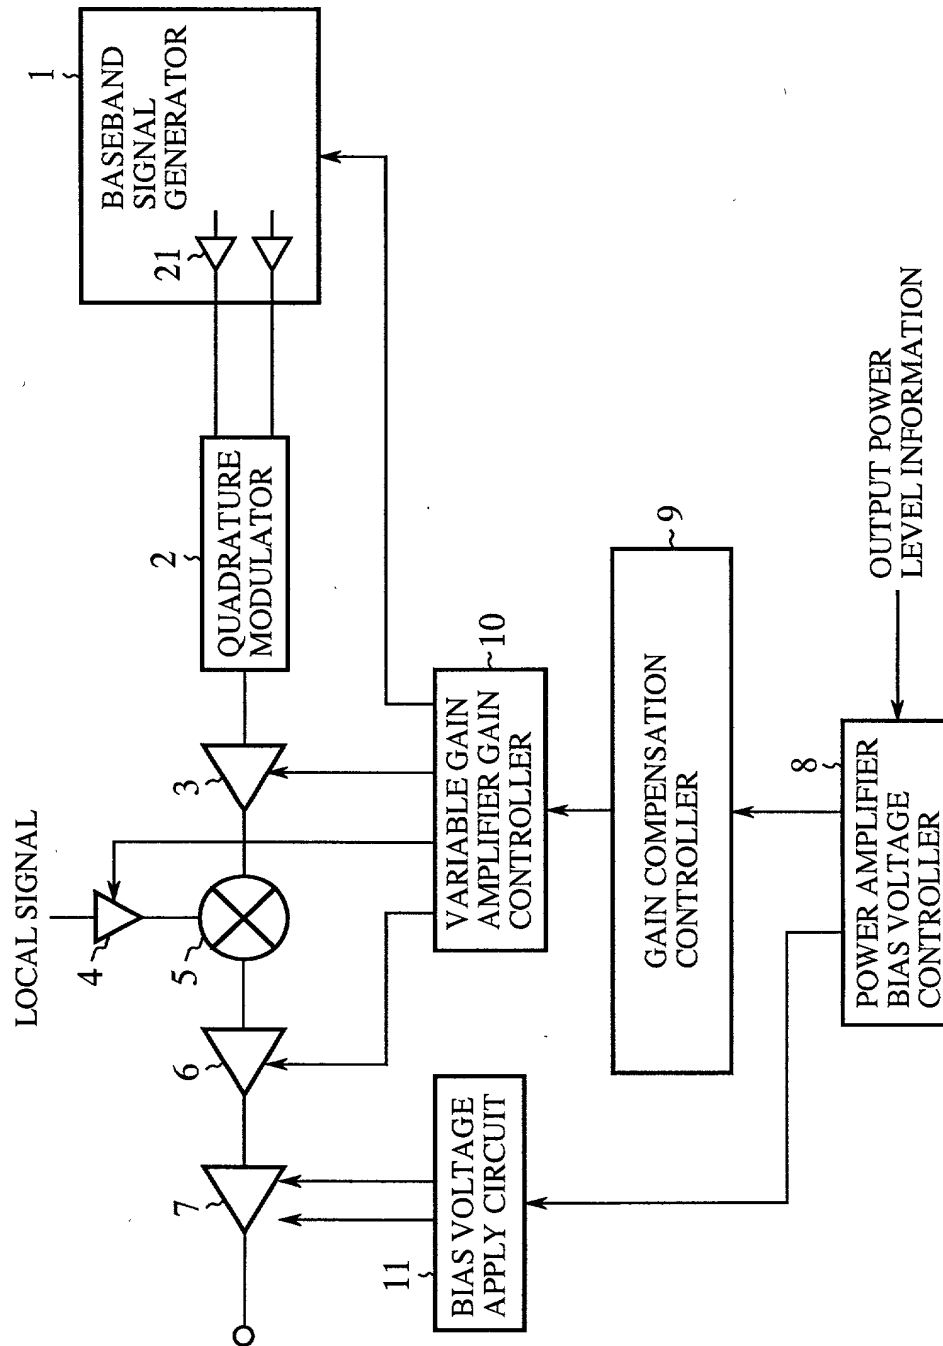 1
BASEBAND
SIGNAL
GENERATOR
21
2
QUADRATURE
MODULATOR
3
LOCAL SIGNAL
4
5
6
7
10
VARIABLE GAIN
AMPLIFIER GAIN
CONTROLLER
9
GAIN COMPENSATION
CONTROLLER
11
BIAS VOLTAGE
APPLY CIRCUIT
8
POWER AMPLIFIER
BIAS VOLTAGE
CONTROLLER
OUTPUT POWER
LEVEL INFORMATION